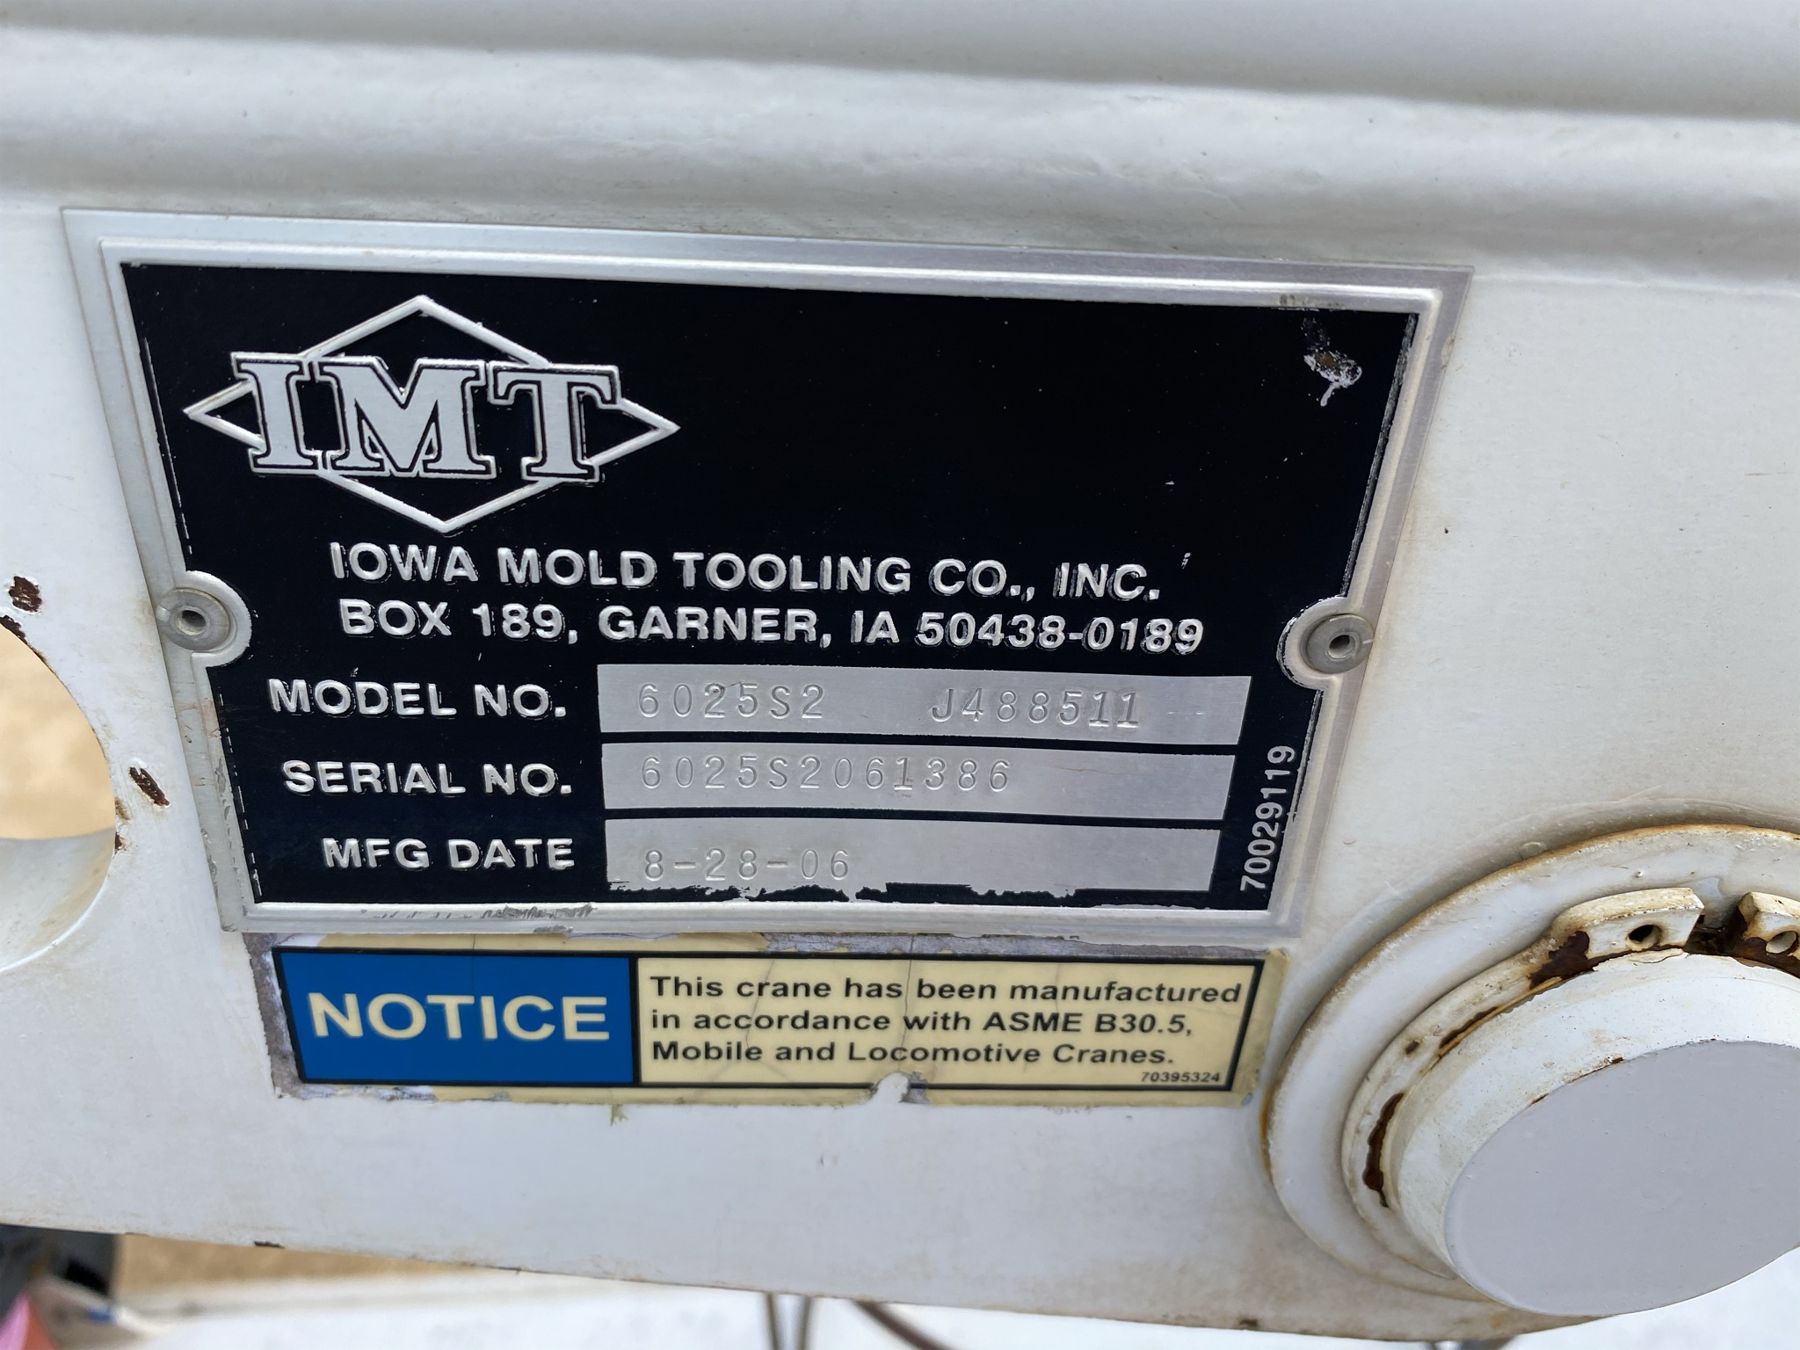 IMT
IOWA MOLD TOOLING CO., INC.
BOX 189, GARNER, IA 50438-0189
MODEL NO. 6025S2 J488511
SERIAL NO. 6025S2061386
MFG DATE 8-28-06
70029119
NOTICE
This crane has been manufactured
in accordance with ASME B30.5,
Mobile and Locomotive Cranes.
70395324